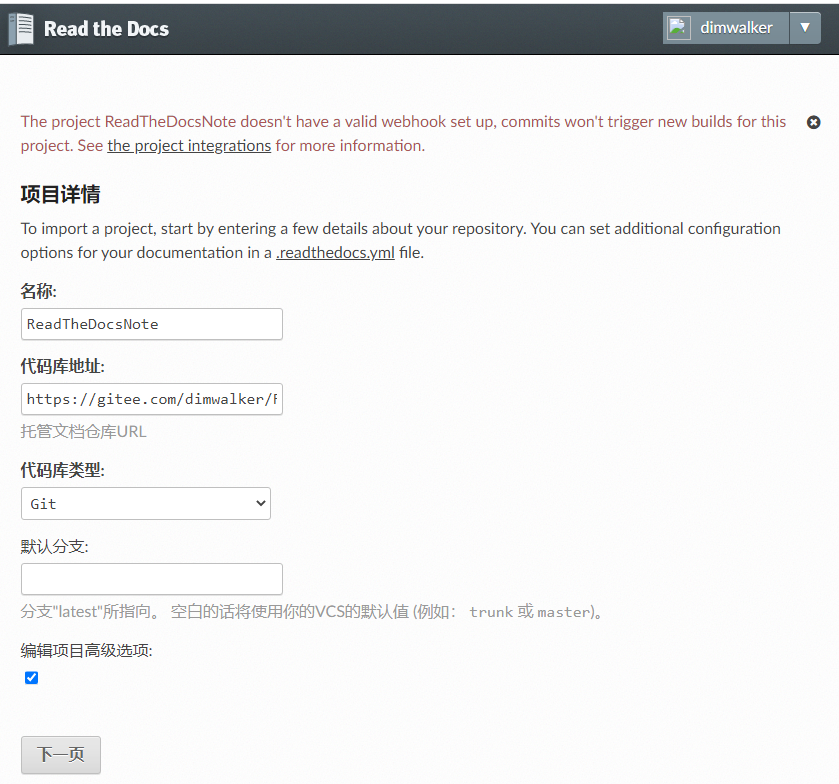 Read the Docs
dimwalker
The project ReadTheDocsNote doesn't have a valid webhook set up, commits won't trigger new builds for this
project. See the project integrations for more information.
项目详情
To import a project, start by entering a few details about your repository. You can set additional configuration
options for your documentation in a .readthedocs.yml file.
名称:
ReadTheDocsNote
代码库地址:
https://gitee.com/dimwalker/
托管文档仓库URL
代码库类型:
Git
默认分支:
分支"latest"所指向。 空白的话将使用你的VCS的默认值 (例如： trunk 或 master)。
编辑项目高级选项:
下一页